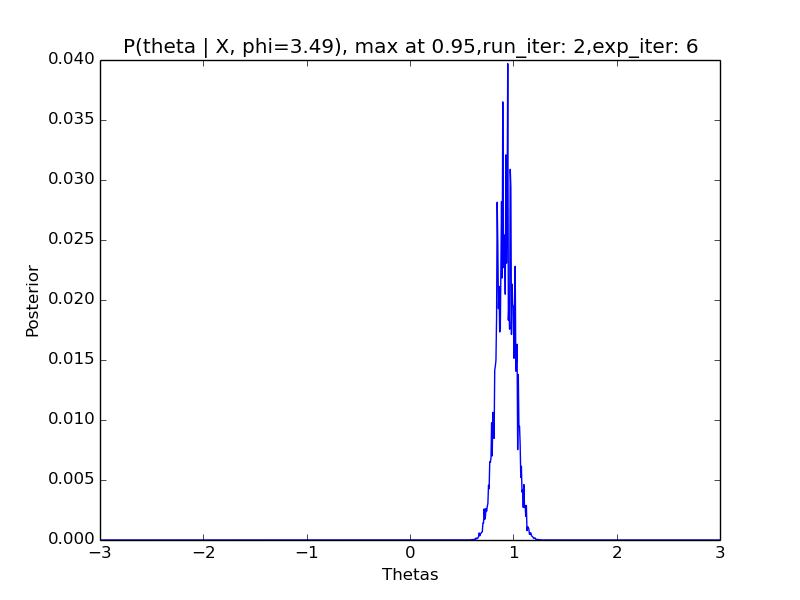 P(theta | X, phi=3.49), max at 0.95,run_iter: 2,exp_iter: 6
0.040
0.035
0.030
0.025
0.020
0.015
0.010
0.005
0.000
Posterior
−3 −2 −1 0 1 2 3
Thetas